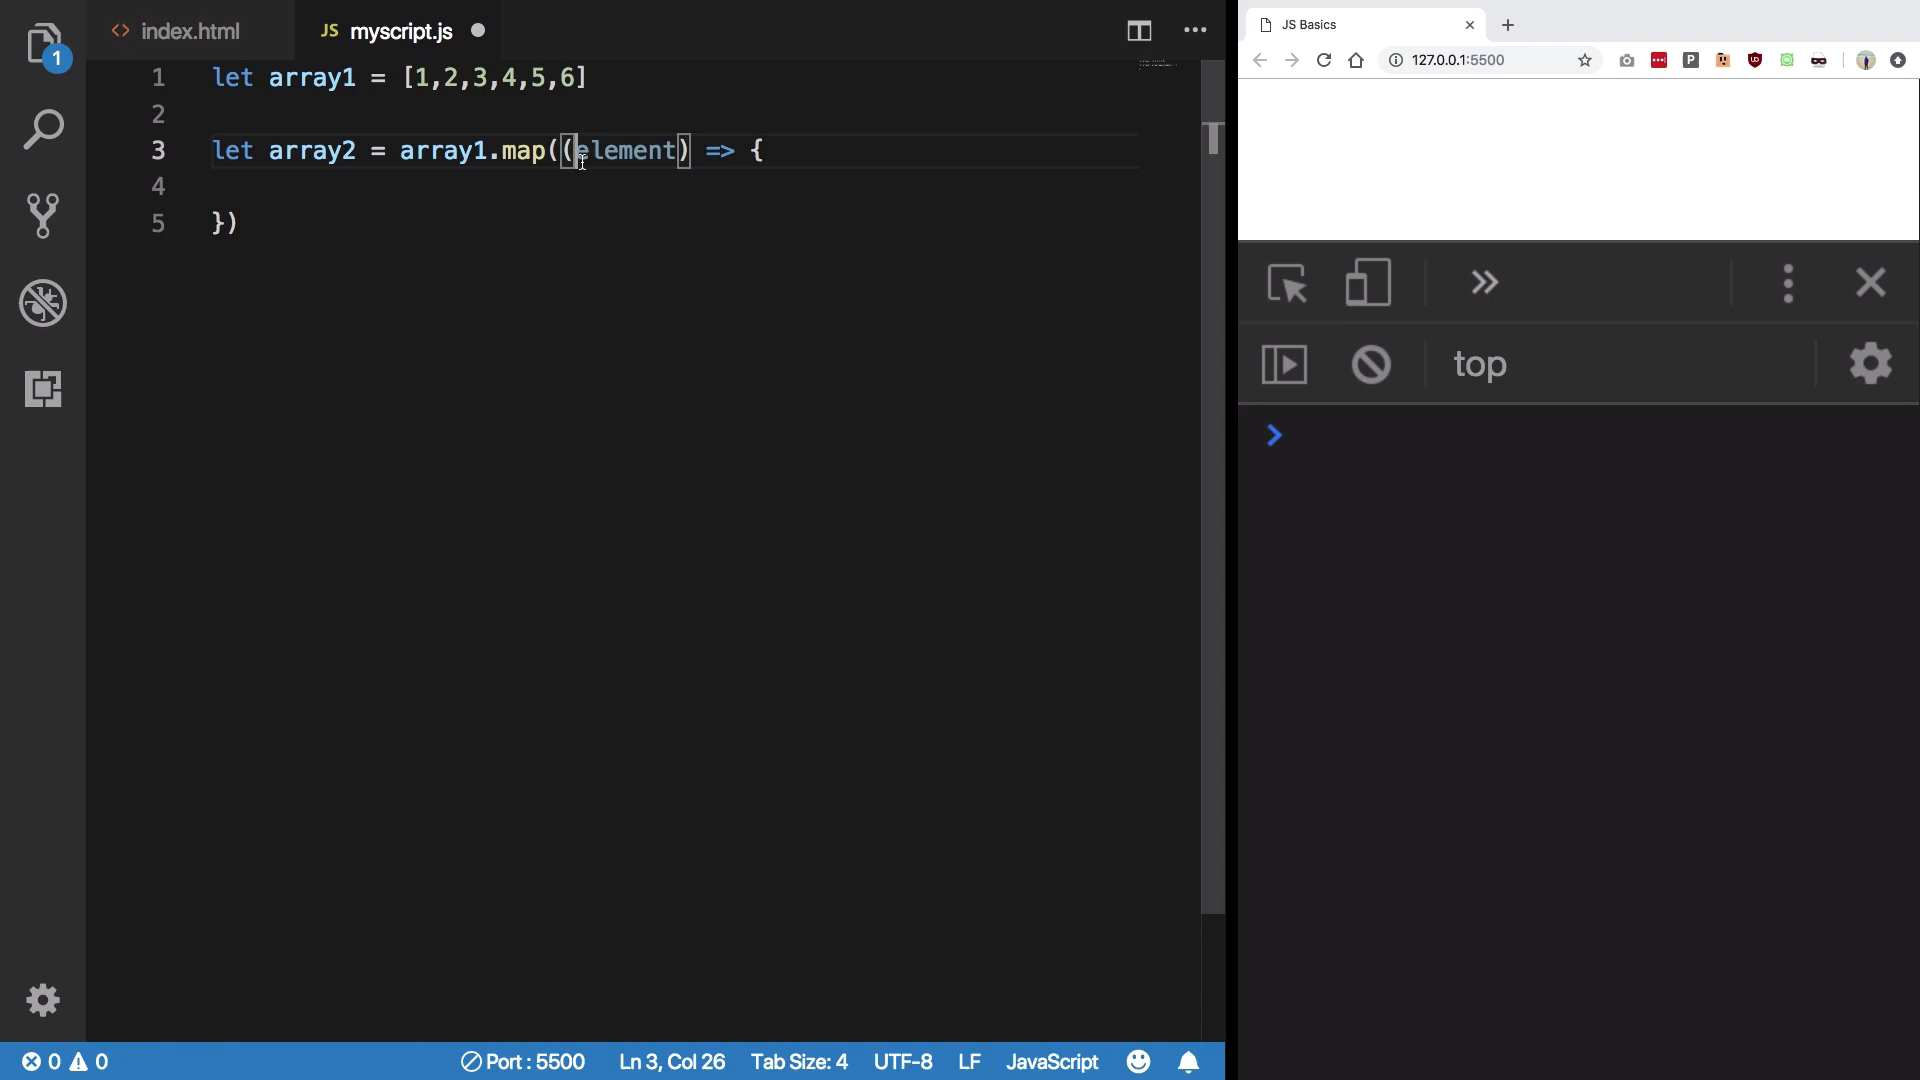 index.html
JS myscript.js
1 let array1 = [1,2,3,4,5,6]
2
3 let array2 = array1.map((element) => {
4
5 })
1
0 0
Port : 5500
Ln 3, Col 26
Tab Size: 4
UTF-8
LF
JavaScript
JS Basics
127.0.0.1:5500
P
top